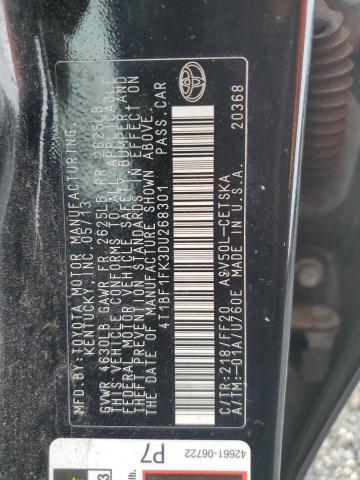 MFD.BY:TOYOTA MOTOR MANUFACTURING,
KENTUCKY, INC. 05/13
GVWR 4630LB GAWR FR 2625LB RR 2625LB
THIS VEHICLE CONFORMS TO ALL APPLICABLE
FEDERAL MOTOR VEHICLE SAFETY, BUMPER AND
THEFT PREVENTION STANDARDS IN EFFECT ON
THE DATE OF MANUFACTURE SHOWN ABOVE.
4T1BF1FK3DU268301 PASS.CAR
C/TR:218/FF20 ASV50L-CETSKA
A/TM:-01A/U760E U.S.A. 20368
42661-06722
P7
lb.
3